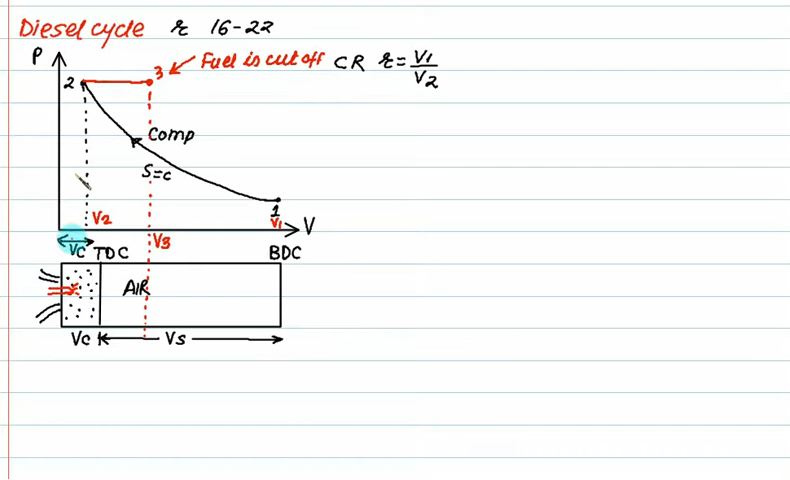 Diesel cycle r 16-22
P
2
3 Fuel is cut off CR r = V1/V2
Comp
S=c
1
V2 V1 V
Vc TDC V3 BDC
AIR
Vc Vs